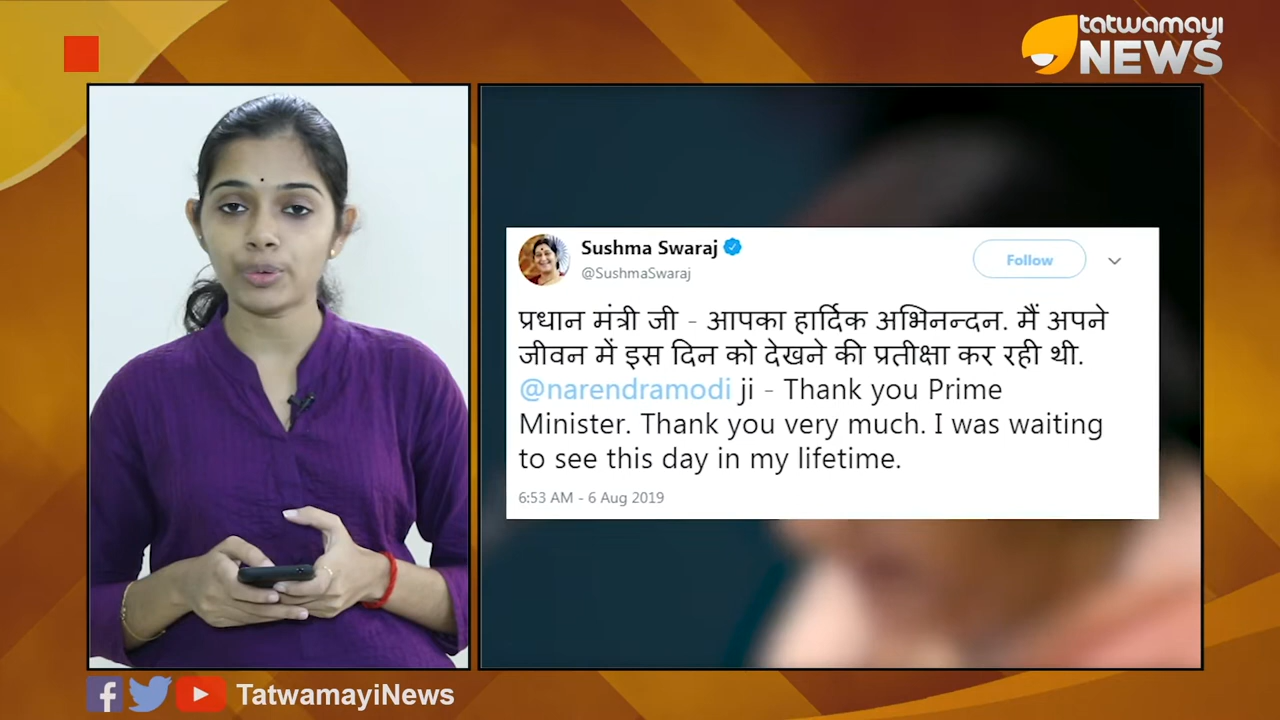 tatwamayi
NEWS
Sushma Swaraj
@SushmaSwaraj
Follow
प्रधान मंत्री जी - आपका हार्दिक अभिनन्दन. मैं अपने
जीवन में इस दिन को देखने की प्रतीक्षा कर रही थी.
@narendramodi ji - Thank you Prime
Minister. Thank you very much. I was waiting
to see this day in my lifetime.
6:53 AM - 6 Aug 2019
TatwamayiNews